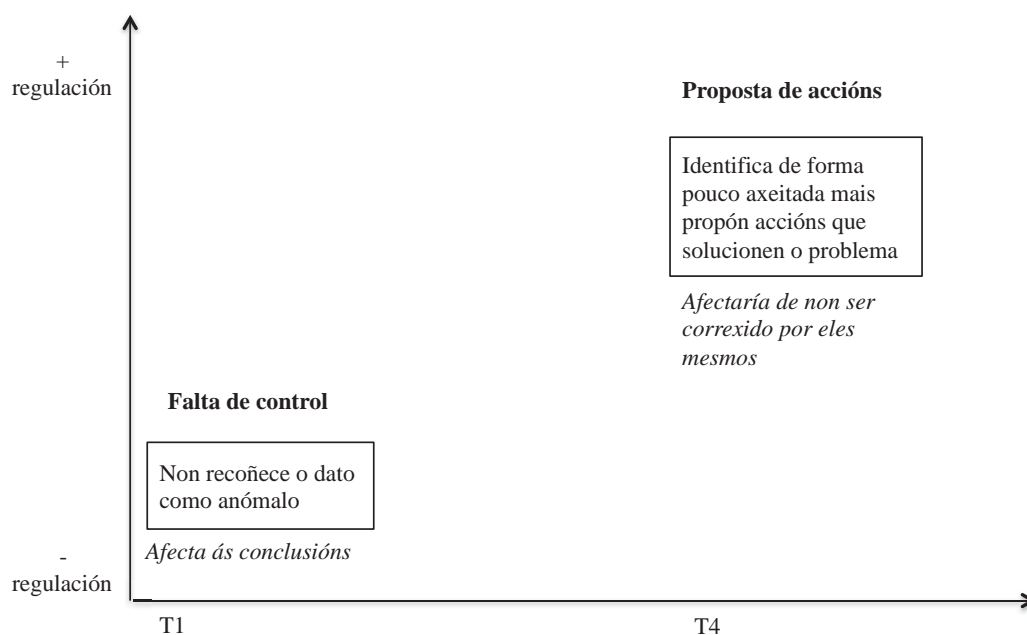 +
regulación
Proposta de accións
Identifica de forma
pouco axeitada mais
propón accións que
solucionen o problema
Afectaría de non ser
correxido por eles
mesmos
Falta de control
Non recoñece o dato
como anómalo
Afecta ás conclusións
-
regulación
T1
T4